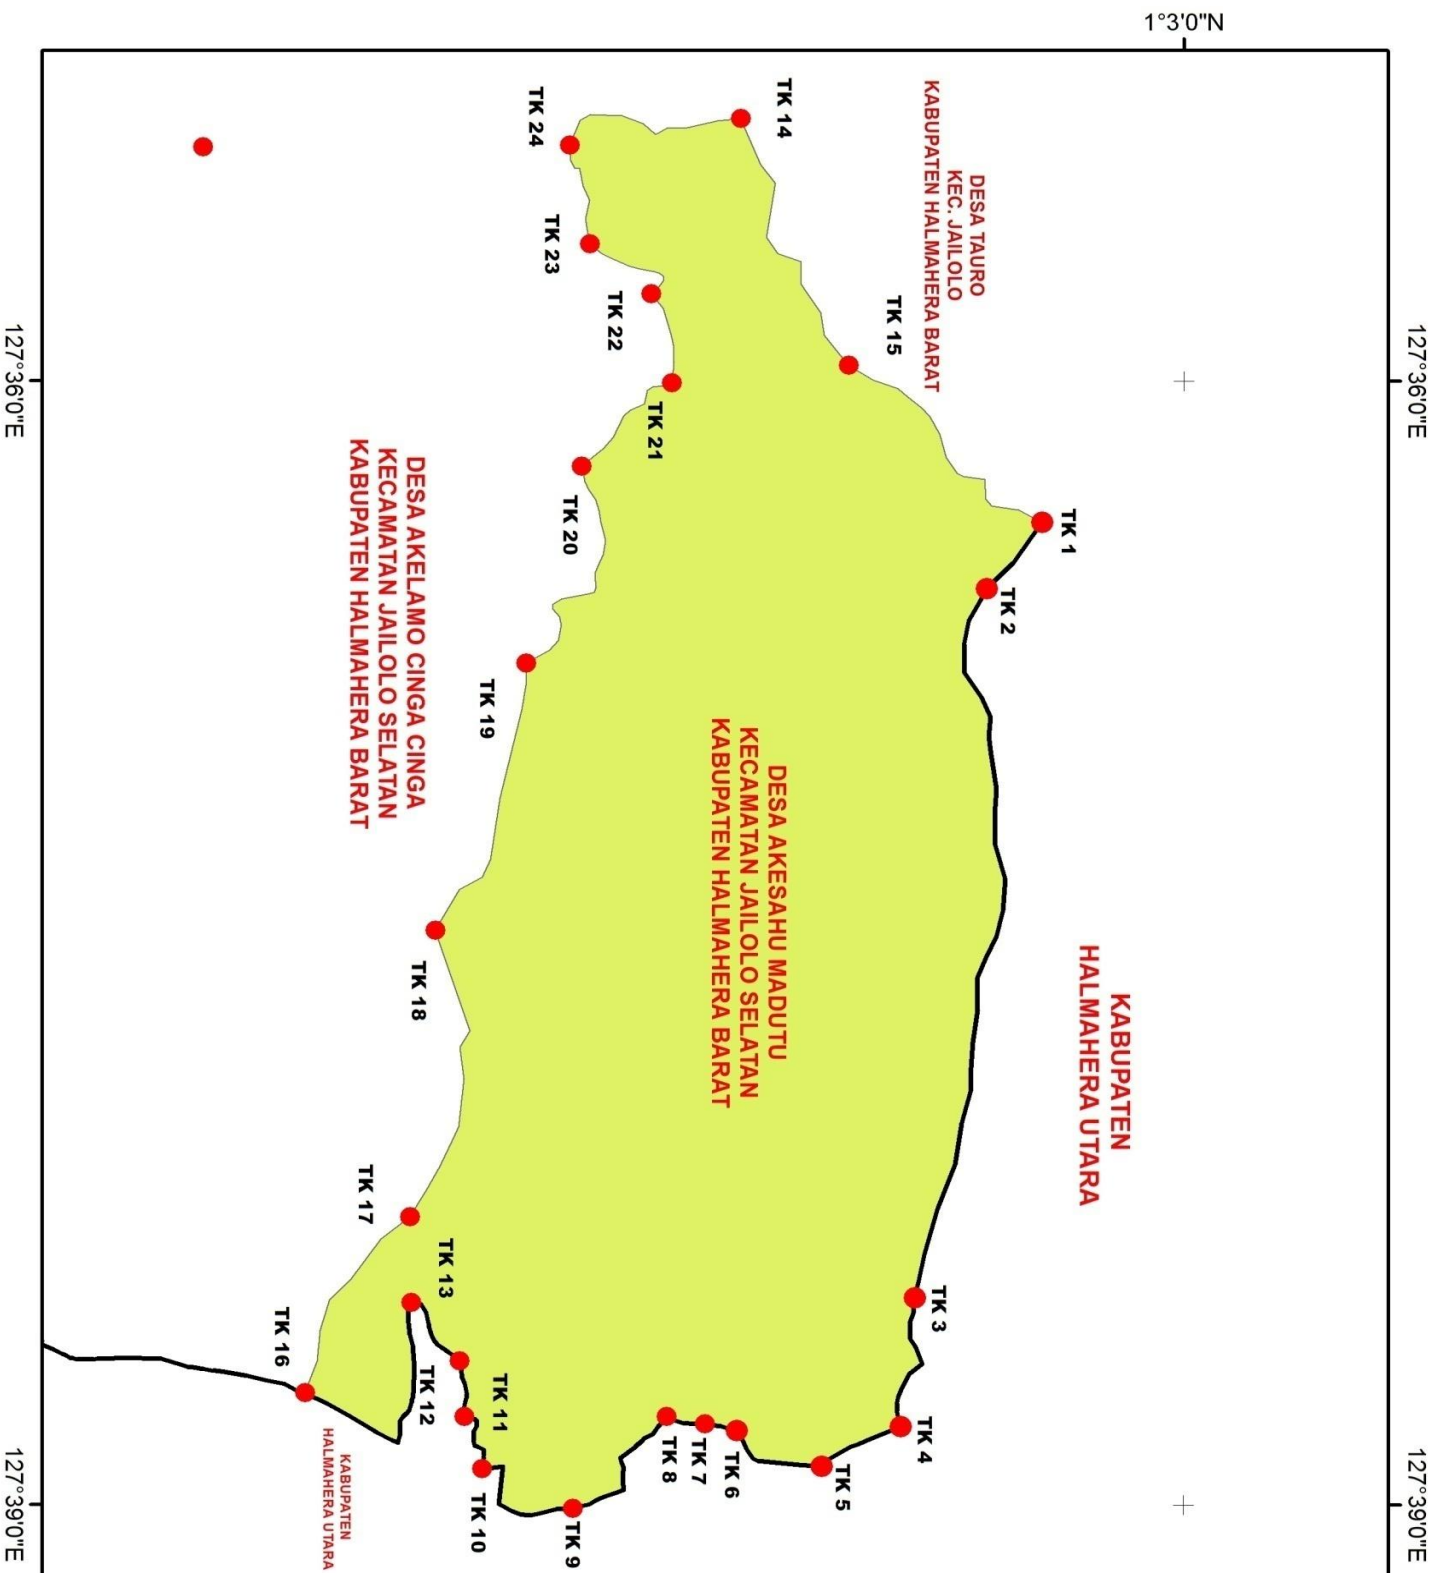 1°3'0"N
127°36'0"E
127°39'0"E
127°36'0"E
127°39'0"E
DESA TAURO
KEC. JAILOLO
KABUPATEN HALMAHERA BARAT
KABUPATEN
HALMAHERA UTARA
DESA AKESAHU MADUTU
KECAMATAN JAILOLO SELATAN
KABUPATEN HALMAHERA BARAT
DESA AKELAMO CINGA CINGA
KECAMATAN JAILOLO SELATAN
KABUPATEN HALMAHERA BARAT
KABUPATEN
HALMAHERA UTARA
TK 1
TK 2
TK 3
TK 4
TK 5
TK 6
TK 7
TK 8
TK 9
TK 10
TK 11
TK 12
TK 13
TK 14
TK 15
TK 16
TK 17
TK 18
TK 19
TK 20
TK 21
TK 22
TK 23
TK 24